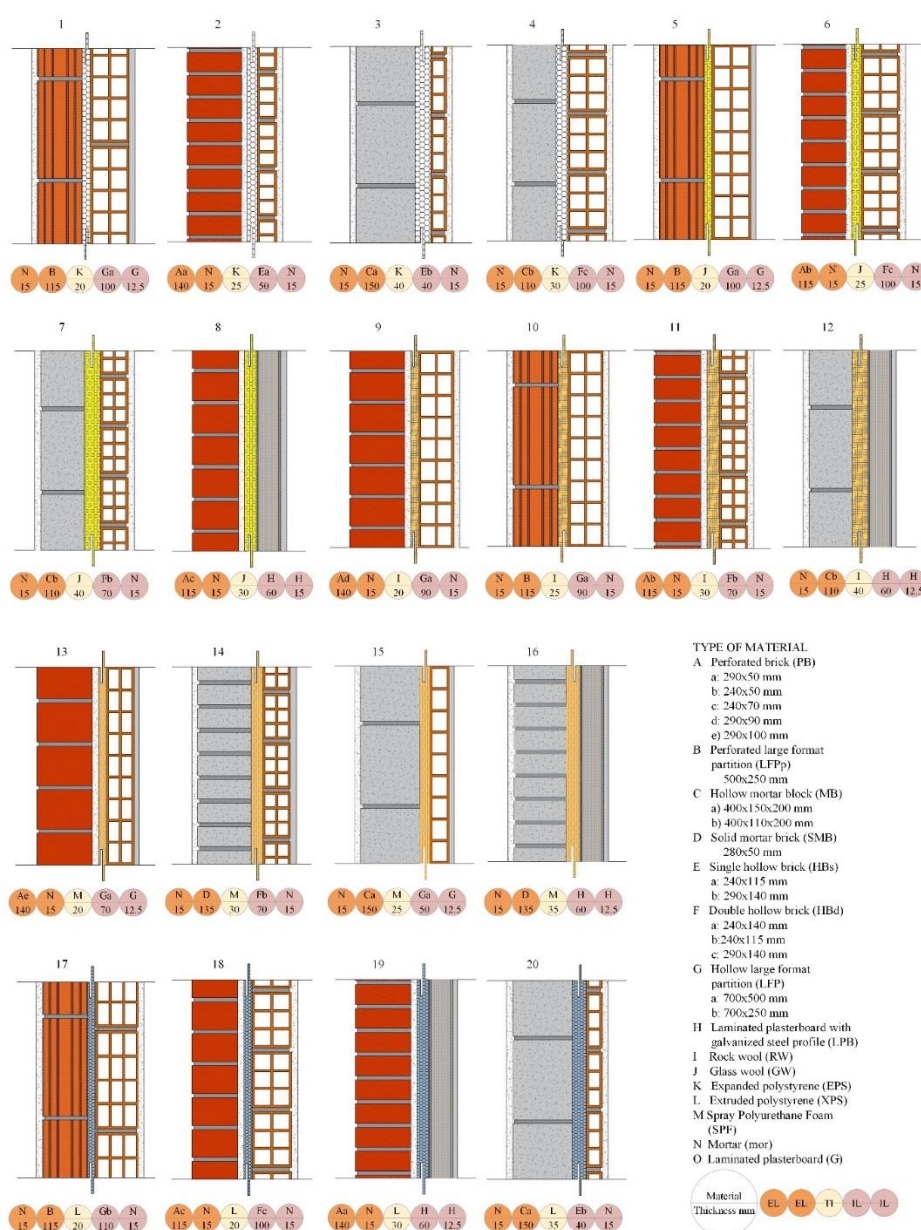 1 2 3 4 5 6
N B K Ga G
15 115 20 100 12.5
Aa N K Ea N
140 15 25 50 15
N Ca K Eb N
15 150 40 40 15
N Cb K Fc N
15 110 30 100 15
N B J Ga G
15 115 20 100 12.5
Ab N J Fc N
115 15 25 100 15
7 8 9 10 11 12
N Cb J Fb N
15 110 40 70 15
Ac N J H H
115 15 30 60 15
Ad N I Ga N
140 15 20 90 15
N B I Ga N
15 115 25 90 15
Ab N I Fb N
115 15 30 70 15
N Cb I H H
15 110 40 60 12.5
13 14 15 16
Ae N M Ga G
140 15 20 70 12.5
N D M Fb N
15 135 30 70 15
N Ca M Ga G
15 150 25 50 12.5
N D M H H
15 135 35 60 12.5
17 18 19 20
N B L Gb N
15 115 20 110 15
Ac N L Fc N
115 15 20 100 15
Aa N L H H
140 15 30 60 12.5
N Ca L Eb N
15 150 35 40 15
TYPE OF MATERIAL
A Perforated brick (PB)
a: 290x50 mm
b: 240x50 mm
c: 240x70 mm
d: 290x90 mm
e) 290x100 mm
B Perforated large format
partition (LFPp)
500x250 mm
C Hollow mortar block (MB)
a) 400x150x200 mm
b) 400x110x200 mm
D Solid mortar brick (SMB)
280x50 mm
E Single hollow brick (HBs)
a: 240x115 mm
b: 290x140 mm
F Double hollow brick (HBd)
a: 240x140 mm
b:240x115 mm
c: 290x140 mm
G Hollow large format
partition (LFP)
a: 700x500 mm
b: 700x250 mm
H Laminated plasterboard with
galvanized steel profile (LPB)
I Rock wool (RW)
J Glass wool (GW)
K Expanded polystyrene (EPS)
L Extruded polystyrene (XPS)
M Spray Polyurethane Foam
(SPF)
N Mortar (mor)
O Laminated plasterboard (G)
Material
Thickness mm
EL EL TI IL IL